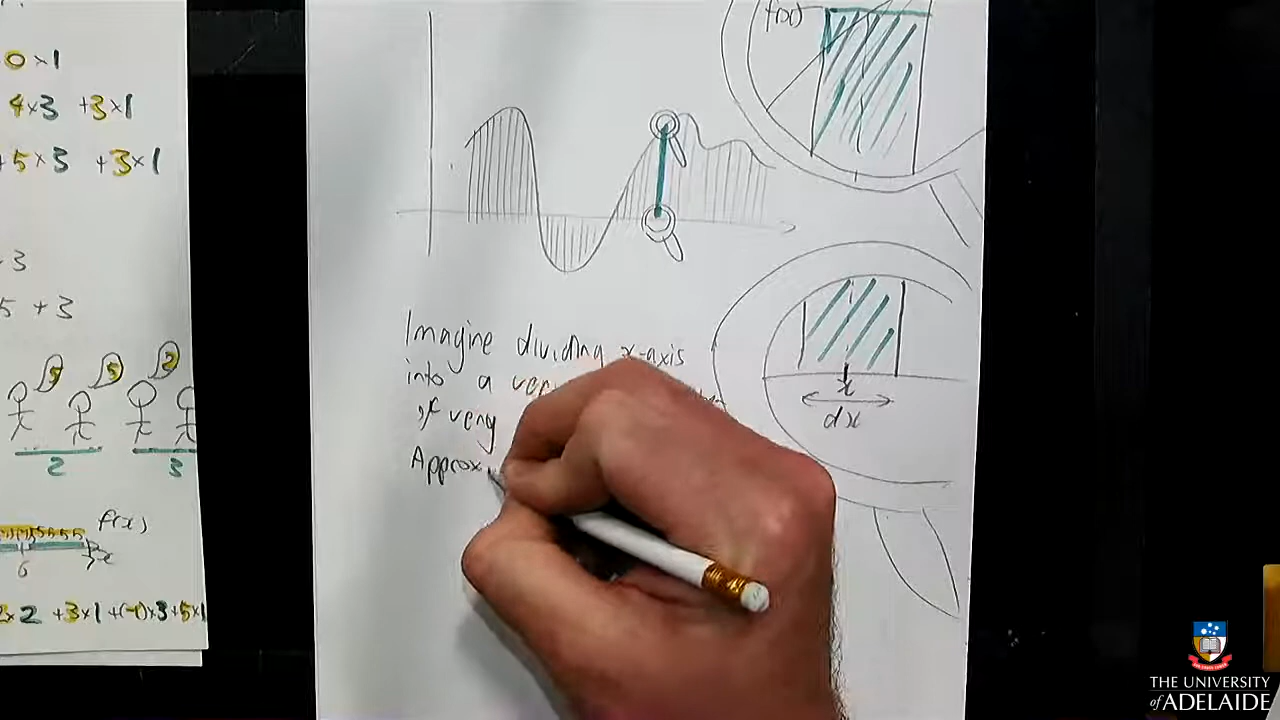 0×1
4×3 +3×1
+5×3 +3×1
3
5 + 3
5
5
2
2
3
f(x)
6
×2 +3×1 +(-1)×3+5×1
f(x)
Imagine dividing x-axis
into a very
of very
Approx
x
dx
THE UNIVERSITY
of ADELAIDE